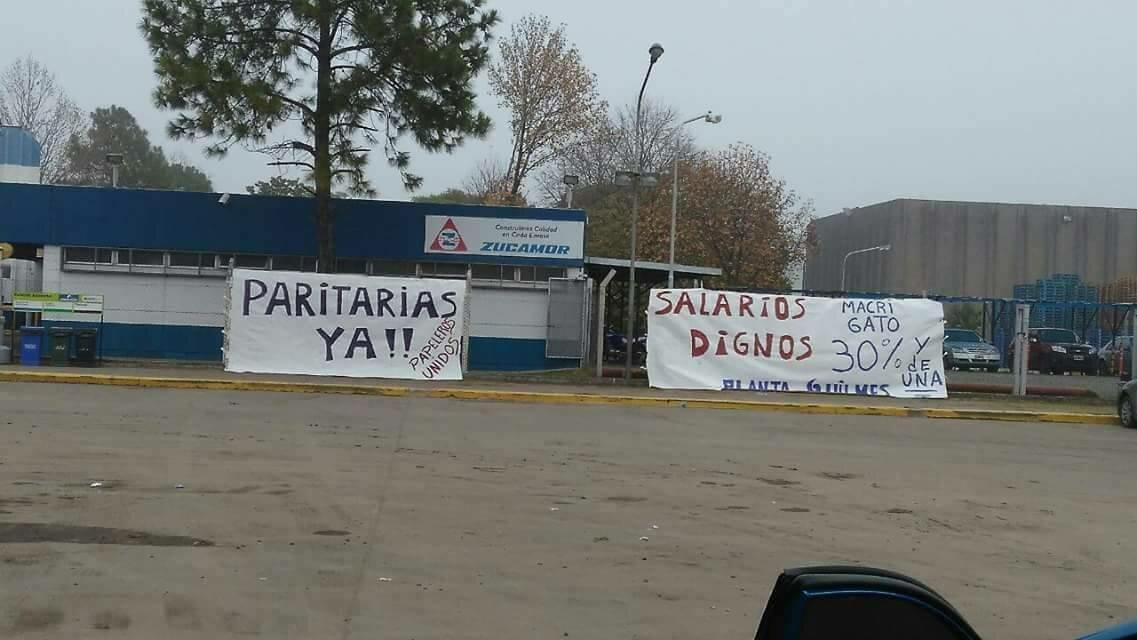 Construimos Calidad
en Cada Envase
ZUCAMOR
PARITARIAS
YA!!
PAPELEROS
UNIDOS
SALARIOS
DIGNOS
MACRI
GATO
30%
Y
de
UNA
PLANTA QUILMES